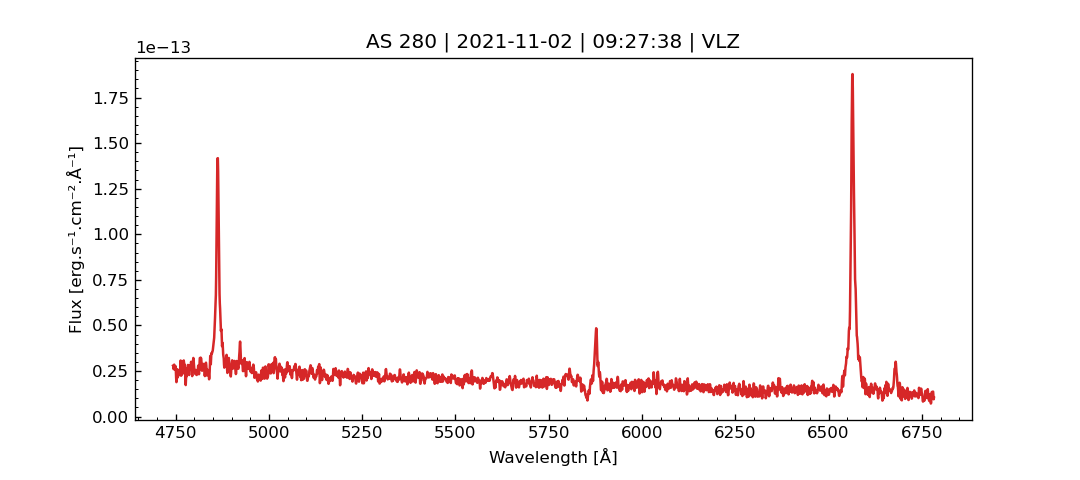 AS 280 | 2021-11-02 | 09:27:38 | VLZ
1e−13
1.75
1.50
1.25
1.00
0.75
0.50
0.25
0.00
Flux [erg.s⁻¹.cm⁻².Å⁻¹]
4750 5000 5250 5500 5750 6000 6250 6500 6750
Wavelength [Å]